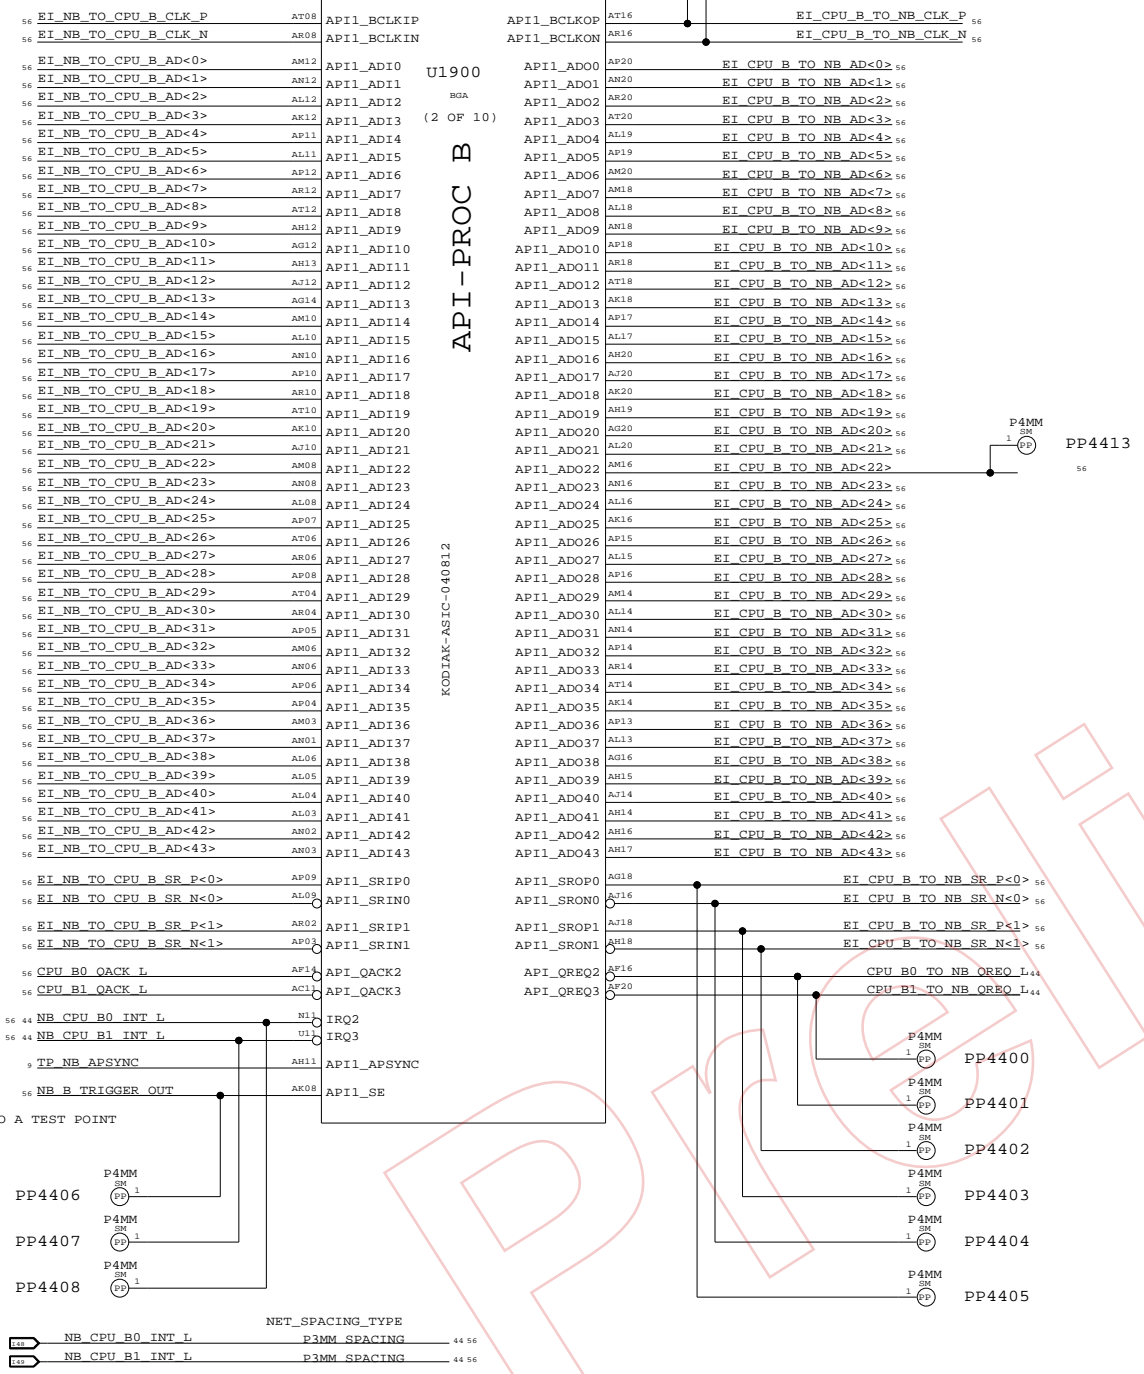 56 EI_NB_TO_CPU_B_CLK_P AT08 API1_BCLKIP API1_BCLKOP AT16 EI_CPU_B_TO_NB_CLK_P 56
56 EI_NB_TO_CPU_B_CLK_N AR08 API1_BCLKIN API1_BCLKON AR16 EI_CPU_B_TO_NB_CLK_N 56
56 EI_NB_TO_CPU_B_AD<0> AM12 API1_ADI0 API1_ADO0 AP20 EI_CPU_B_TO_NB_AD<0> 56
U1900
56 EI_NB_TO_CPU_B_AD<1> AN12 API1_ADI1 API1_ADO1 AN20 EI_CPU_B_TO_NB_AD<1> 56
BGA
56 EI_NB_TO_CPU_B_AD<2> AL12 API1_ADI2 API1_ADO2 AR20 EI_CPU_B_TO_NB_AD<2> 56
(2 OF 10)
56 EI_NB_TO_CPU_B_AD<3> AK12 API1_ADI3 API1_ADO3 AT20 EI_CPU_B_TO_NB_AD<3> 56
56 EI_NB_TO_CPU_B_AD<4> AP11 API1_ADI4 API1_ADO4 AL19 EI_CPU_B_TO_NB_AD<4> 56
56 EI_NB_TO_CPU_B_AD<5> AL11 API1_ADI5 API1_ADO5 AP19 EI_CPU_B_TO_NB_AD<5> 56
56 EI_NB_TO_CPU_B_AD<6> AP12 API1_ADI6 API1_ADO6 AM20 EI_CPU_B_TO_NB_AD<6> 56
56 EI_NB_TO_CPU_B_AD<7> AR12 API1_ADI7 API1_ADO7 AM18 EI_CPU_B_TO_NB_AD<7> 56
56 EI_NB_TO_CPU_B_AD<8> AT12 API1_ADI8 API1_ADO8 AL18 EI_CPU_B_TO_NB_AD<8> 56
56 EI_NB_TO_CPU_B_AD<9> AH12 API1_ADI9 API1_ADO9 AN18 EI_CPU_B_TO_NB_AD<9> 56
56 EI_NB_TO_CPU_B_AD<10> AG12 API1_ADI10 API1_ADO10 AP18 EI_CPU_B_TO_NB_AD<10> 56
56 EI_NB_TO_CPU_B_AD<11> AH13 API1_ADI11 API1_ADO11 AR18 EI_CPU_B_TO_NB_AD<11> 56
56 EI_NB_TO_CPU_B_AD<12> AJ12 API1_ADI12 API1_ADO12 AT18 EI_CPU_B_TO_NB_AD<12> 56
56 EI_NB_TO_CPU_B_AD<13> AG14 API1_ADI13 API1_ADO13 AK18 EI_CPU_B_TO_NB_AD<13> 56
56 EI_NB_TO_CPU_B_AD<14> AM10 API1_ADI14 API1_ADO14 AP17 EI_CPU_B_TO_NB_AD<14> 56
56 EI_NB_TO_CPU_B_AD<15> AL10 API1_ADI15 API1_ADO15 AL17 EI_CPU_B_TO_NB_AD<15> 56
API-PROC B
56 EI_NB_TO_CPU_B_AD<16> AN10 API1_ADI16 API1_ADO16 AH20 EI_CPU_B_TO_NB_AD<16> 56
56 EI_NB_TO_CPU_B_AD<17> AP10 API1_ADI17 API1_ADO17 AJ20 EI_CPU_B_TO_NB_AD<17> 56
56 EI_NB_TO_CPU_B_AD<18> AR10 API1_ADI18 API1_ADO18 AK20 EI_CPU_B_TO_NB_AD<18> 56
56 EI_NB_TO_CPU_B_AD<19> AT10 API1_ADI19 API1_ADO19 AH19 EI_CPU_B_TO_NB_AD<19> 56
56 EI_NB_TO_CPU_B_AD<20> AK10 API1_ADI20 API1_ADO20 AG20 EI_CPU_B_TO_NB_AD<20> 56
P4MM SM 1 PP PP4413
56 EI_NB_TO_CPU_B_AD<21> AJ10 API1_ADI21 API1_ADO21 AL20 EI_CPU_B_TO_NB_AD<21> 56
56 EI_NB_TO_CPU_B_AD<22> AM08 API1_ADI22 API1_ADO22 AM16 EI_CPU_B_TO_NB_AD<22> 56
56 EI_NB_TO_CPU_B_AD<23> AN08 API1_ADI23 API1_ADO23 AN16 EI_CPU_B_TO_NB_AD<23> 56
56 EI_NB_TO_CPU_B_AD<24> AL08 API1_ADI24 API1_ADO24 AL16 EI_CPU_B_TO_NB_AD<24> 56
56 EI_NB_TO_CPU_B_AD<25> AP07 API1_ADI25 API1_ADO25 AK16 EI_CPU_B_TO_NB_AD<25> 56
56 EI_NB_TO_CPU_B_AD<26> AT06 API1_ADI26 API1_ADO26 AP15 EI_CPU_B_TO_NB_AD<26> 56
56 EI_NB_TO_CPU_B_AD<27> AR06 API1_ADI27 API1_ADO27 AL15 EI_CPU_B_TO_NB_AD<27> 56
56 EI_NB_TO_CPU_B_AD<28> AP08 API1_ADI28 API1_ADO28 AP16 EI_CPU_B_TO_NB_AD<28> 56
56 EI_NB_TO_CPU_B_AD<29> AT04 API1_ADI29 API1_ADO29 AM14 EI_CPU_B_TO_NB_AD<29> 56
56 EI_NB_TO_CPU_B_AD<30> AR04 API1_ADI30 API1_ADO30 AL14 EI_CPU_B_TO_NB_AD<30> 56
56 EI_NB_TO_CPU_B_AD<31> AP05 API1_ADI31 API1_ADO31 AN14 EI_CPU_B_TO_NB_AD<31> 56
KODIAK-ASIC-040812
56 EI_NB_TO_CPU_B_AD<32> AM06 API1_ADI32 API1_ADO32 AP14 EI_CPU_B_TO_NB_AD<32> 56
56 EI_NB_TO_CPU_B_AD<33> AN06 API1_ADI33 API1_ADO33 AR14 EI_CPU_B_TO_NB_AD<33> 56
56 EI_NB_TO_CPU_B_AD<34> AP06 API1_ADI34 API1_ADO34 AT14 EI_CPU_B_TO_NB_AD<34> 56
56 EI_NB_TO_CPU_B_AD<35> AP04 API1_ADI35 API1_ADO35 AK14 EI_CPU_B_TO_NB_AD<35> 56
56 EI_NB_TO_CPU_B_AD<36> AM03 API1_ADI36 API1_ADO36 AP13 EI_CPU_B_TO_NB_AD<36> 56
56 EI_NB_TO_CPU_B_AD<37> AN01 API1_ADI37 API1_ADO37 AL13 EI_CPU_B_TO_NB_AD<37> 56
56 EI_NB_TO_CPU_B_AD<38> AL06 API1_ADI38 API1_ADO38 AG16 EI_CPU_B_TO_NB_AD<38> 56
56 EI_NB_TO_CPU_B_AD<39> AL05 API1_ADI39 API1_ADO39 AH15 EI_CPU_B_TO_NB_AD<39> 56
56 EI_NB_TO_CPU_B_AD<40> AL04 API1_ADI40 API1_ADO40 AJ14 EI_CPU_B_TO_NB_AD<40> 56
56 EI_NB_TO_CPU_B_AD<41> AL03 API1_ADI41 API1_ADO41 AH14 EI_CPU_B_TO_NB_AD<41> 56
56 EI_NB_TO_CPU_B_AD<42> AN02 API1_ADI42 API1_ADO42 AH16 EI_CPU_B_TO_NB_AD<42> 56
56 EI_NB_TO_CPU_B_AD<43> AN03 API1_ADI43 API1_ADO43 AH17 EI_CPU_B_TO_NB_AD<43> 56
56 EI_NB_TO_CPU_B_SR_P<0> AP09 API1_SRIP0 API1_SROP0 AG18 EI_CPU_B_TO_NB_SR_P<0> 56
56 EI_NB_TO_CPU_B_SR_N<0> AL09 API1_SRIN0 API1_SRON0 AJ16 EI_CPU_B_TO_NB_SR_N<0> 56
56 EI_NB_TO_CPU_B_SR_P<1> AR02 API1_SRIP1 API1_SROP1 AJ18 EI_CPU_B_TO_NB_SR_P<1> 56
56 EI_NB_TO_CPU_B_SR_N<1> AP03 API1_SRIN1 API1_SRON1 AH18 EI_CPU_B_TO_NB_SR_N<1> 56
56 CPU_B0_QACK_L AF14 API_QACK2 API_QREQ2 AF16 CPU_B0_TO_NB_QREQ_L 44
56 CPU_B1_QACK_L AC11 API_QACK3 API_QREQ3 AF20 CPU_B1_TO_NB_QREQ_L 44
56 44 NB_CPU_B0_INT_L N11 IRQ2
56 44 NB_CPU_B1_INT_L U11 IRQ3
P4MM SM 1 PP PP4400
9 TP_NB_APSYNC AH11 API1_APSYNC
56 NB_B_TRIGGER_OUT AK08 API1_SE
P4MM SM 1 PP PP4401
O A TEST POINT
P4MM SM 1 PP PP4402
PP4406 P4MM SM PP 1
P4MM SM 1 PP PP4403
PP4407 P4MM SM PP 1
P4MM SM 1 PP PP4404
PP4408 P4MM SM PP 1
P4MM SM 1 PP PP4405
NET_SPACING_TYPE
I48 NB_CPU_B0_INT_L P3MM_SPACING 44 56
I49 NB_CPU_B1_INT_L P3MM_SPACING 44 56
Preli